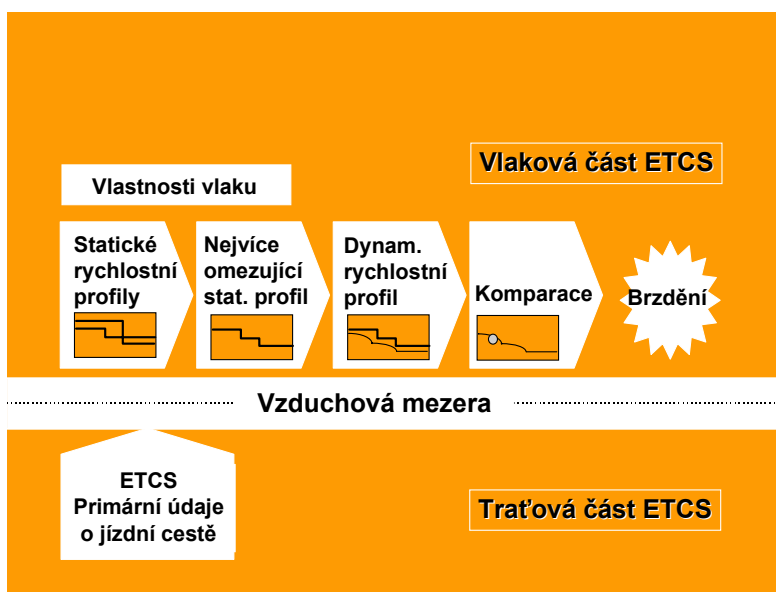 Vlaková část ETCS
Vlastnosti vlaku
Statické
rychlostní
profily
Nejvíce
omezující
stat. profil
Dynam.
rychlostní
profil
Komparace
Brzdění
Vzduchová mezera
ETCS
Primární údaje
o jízdní cestě
Traťová část ETCS